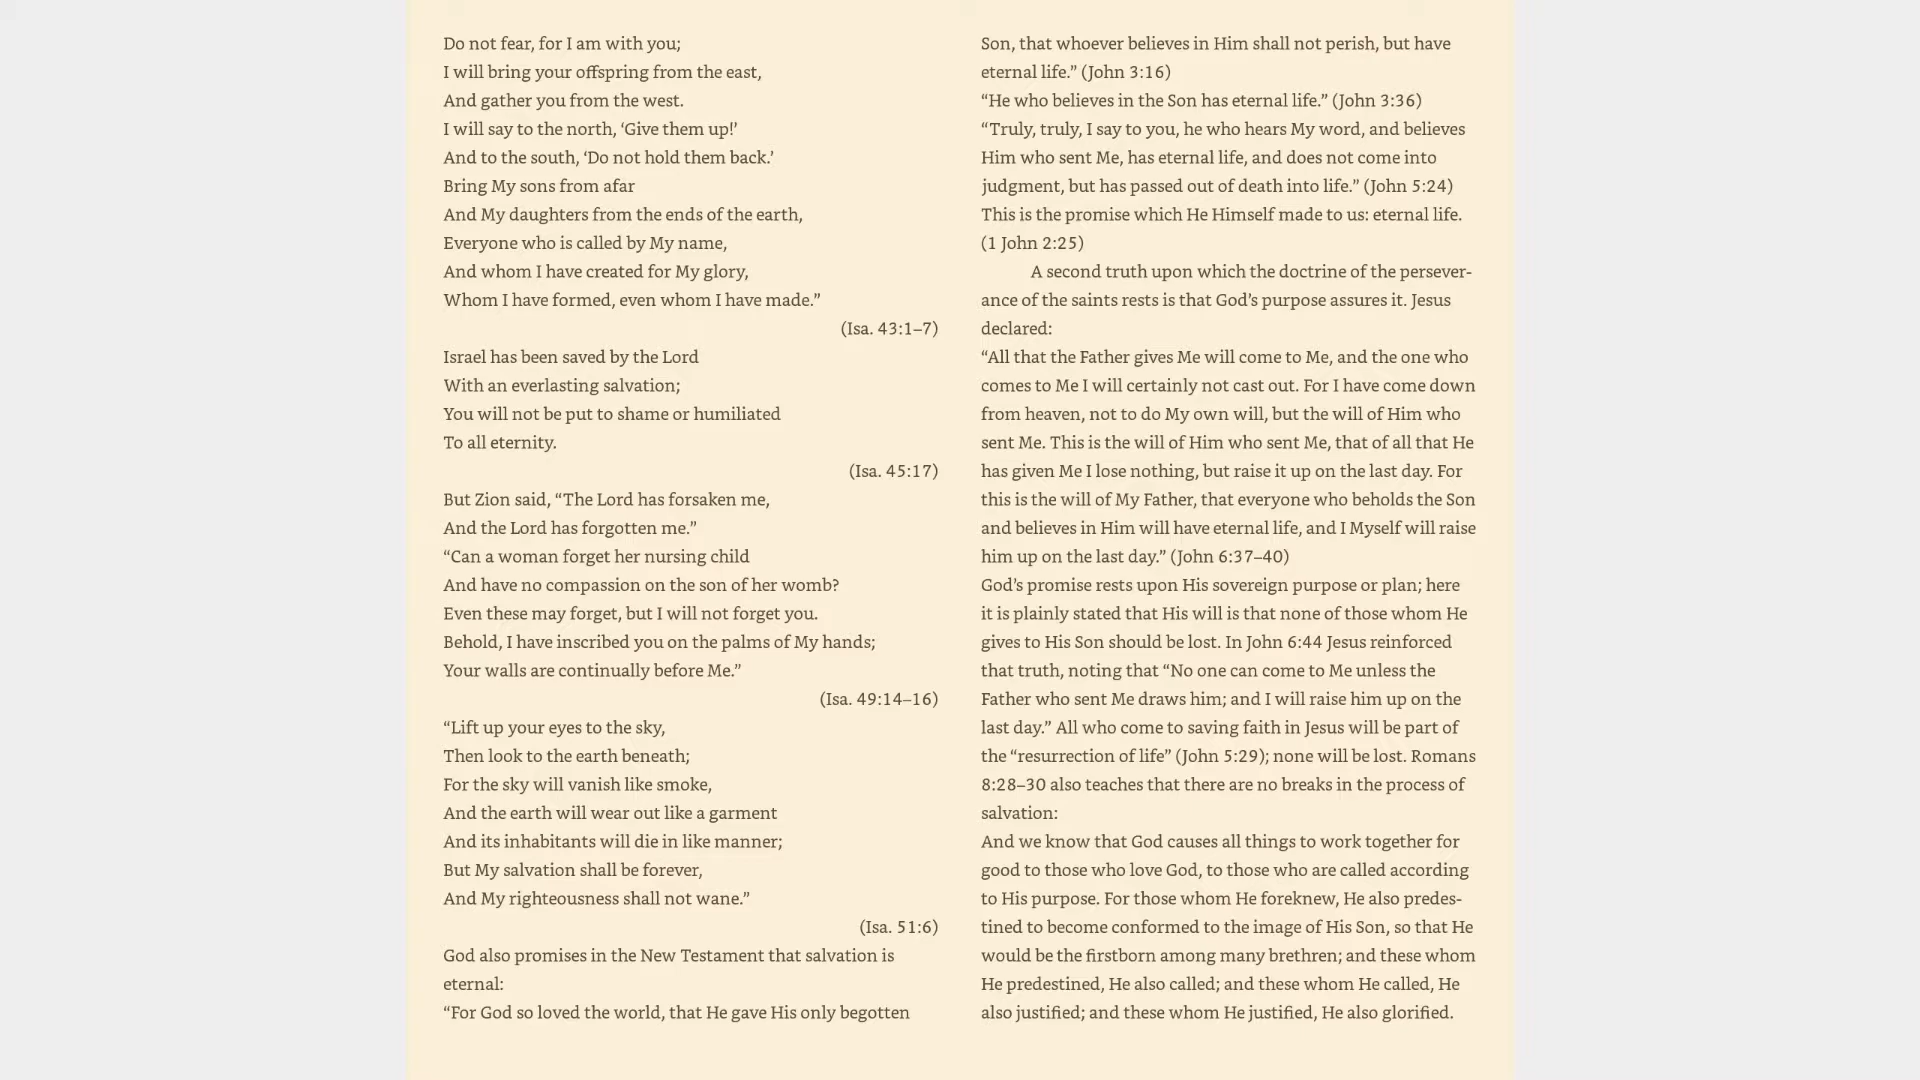 Do not fear, for I am with you;
I will bring your offspring from the east,
And gather you from the west.
I will say to the north, ‘Give them up!’
And to the south, ‘Do not hold them back.’
Bring My sons from afar
And My daughters from the ends of the earth,
Everyone who is called by My name,
And whom I have created for My glory,
Whom I have formed, even whom I have made.”
(Isa. 43:1–7)
Israel has been saved by the Lord
With an everlasting salvation;
You will not be put to shame or humiliated
To all eternity.
(Isa. 45:17)
But Zion said, “The Lord has forsaken me,
And the Lord has forgotten me.”
“Can a woman forget her nursing child
And have no compassion on the son of her womb?
Even these may forget, but I will not forget you.
Behold, I have inscribed you on the palms of My hands;
Your walls are continually before Me.”
(Isa. 49:14–16)
“Lift up your eyes to the sky,
Then look to the earth beneath;
For the sky will vanish like smoke,
And the earth will wear out like a garment
And its inhabitants will die in like manner;
But My salvation shall be forever,
And My righteousness shall not wane.”
(Isa. 51:6)
God also promises in the New Testament that salvation is
eternal:
“For God so loved the world, that He gave His only begotten
Son, that whoever believes in Him shall not perish, but have
eternal life.” (John 3:16)
“He who believes in the Son has eternal life.” (John 3:36)
“Truly, truly, I say to you, he who hears My word, and believes
Him who sent Me, has eternal life, and does not come into
judgment, but has passed out of death into life.” (John 5:24)
This is the promise which He Himself made to us: eternal life.
(1 John 2:25)
A second truth upon which the doctrine of the persever-
ance of the saints rests is that God’s purpose assures it. Jesus
declared:
“All that the Father gives Me will come to Me, and the one who
comes to Me I will certainly not cast out. For I have come down
from heaven, not to do My own will, but the will of Him who
sent Me. This is the will of Him who sent Me, that of all that He
has given Me I lose nothing, but raise it up on the last day. For
this is the will of My Father, that everyone who beholds the Son
and believes in Him will have eternal life, and I Myself will raise
him up on the last day.” (John 6:37–40)
God’s promise rests upon His sovereign purpose or plan; here
it is plainly stated that His will is that none of those whom He
gives to His Son should be lost. In John 6:44 Jesus reinforced
that truth, noting that “No one can come to Me unless the
Father who sent Me draws him; and I will raise him up on the
last day.” All who come to saving faith in Jesus will be part of
the “resurrection of life” (John 5:29); none will be lost. Romans
8:28–30 also teaches that there are no breaks in the process of
salvation:
And we know that God causes all things to work together for
good to those who love God, to those who are called according
to His purpose. For those whom He foreknew, He also predes-
tined to become conformed to the image of His Son, so that He
would be the firstborn among many brethren; and these whom
He predestined, He also called; and these whom He called, He
also justified; and these whom He justified, He also glorified.